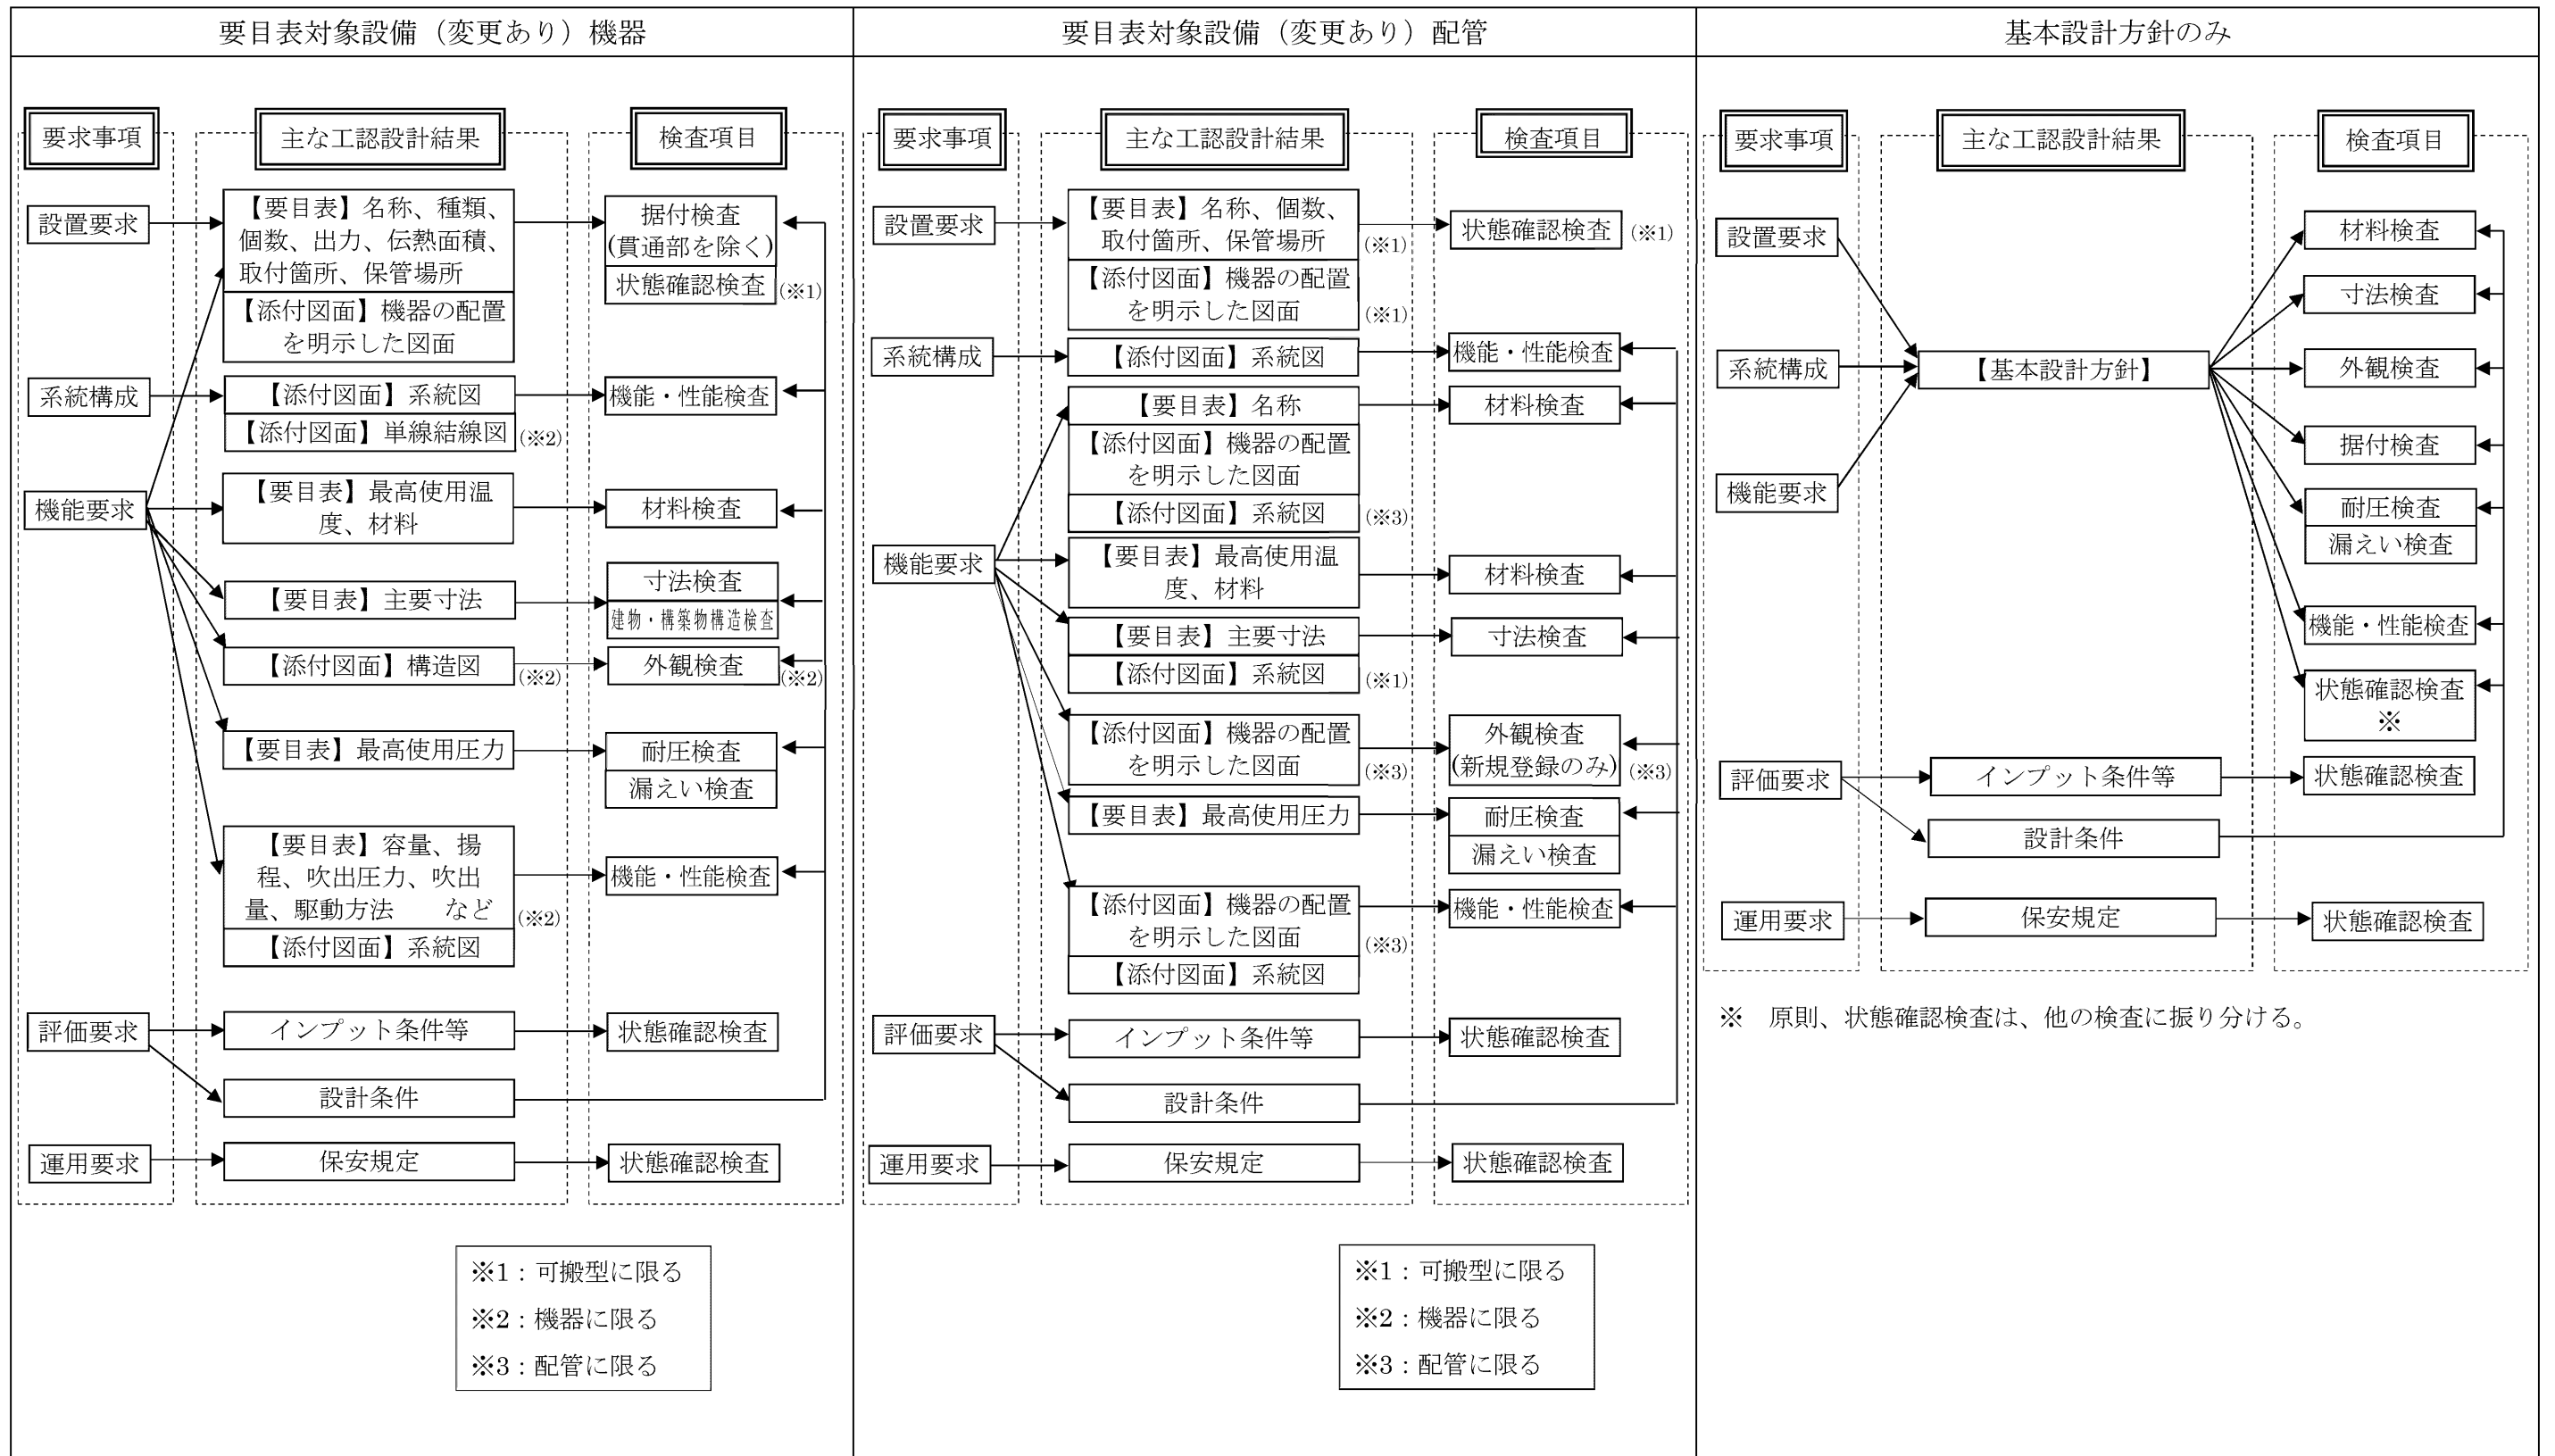 要目表対象設備（変更あり）機器
要求事項
主な工認設計結果
検査項目
設置要求
【要目表】名称、種類、
個数、出力、伝熱面積、
取付箇所、保管場所
【添付図面】機器の配置
を明示した図面
据付検査
(貫通部を除く)
状態確認検査
(※1)
系統構成
【添付図面】系統図
【添付図面】単線結線図
(※2)
機能・性能検査
機能要求
【要目表】最高使用温
度、材料
材料検査
【要目表】主要寸法
寸法検査
建物・構築物構造検査
【添付図面】構造図
(※2)
外観検査
(※2)
【要目表】最高使用圧力
耐圧検査
漏えい検査
【要目表】容量、揚
程、吹出圧力、吹出
量、駆動方法　など
(※2)
【添付図面】系統図
機能・性能検査
評価要求
インプット条件等
状態確認検査
設計条件
運用要求
保安規定
状態確認検査
※1：可搬型に限る
※2：機器に限る
※3：配管に限る
要目表対象設備（変更あり）配管
要求事項
主な工認設計結果
検査項目
設置要求
【要目表】名称、個数、
取付箇所、保管場所
(※1)
【添付図面】機器の配置
を明示した図面
(※1)
状態確認検査
(※1)
系統構成
【添付図面】系統図
機能・性能検査
【要目表】名称
材料検査
【添付図面】機器の配置
を明示した図面
【添付図面】系統図
(※3)
機能要求
【要目表】最高使用温
度、材料
材料検査
【要目表】主要寸法
寸法検査
【添付図面】系統図
(※1)
【添付図面】機器の配置
を明示した図面
(※3)
外観検査
(新規登録のみ)
(※3)
【要目表】最高使用圧力
耐圧検査
漏えい検査
【添付図面】機器の配置
を明示した図面
(※3)
【添付図面】系統図
機能・性能検査
評価要求
インプット条件等
状態確認検査
設計条件
運用要求
保安規定
状態確認検査
※1：可搬型に限る
※2：機器に限る
※3：配管に限る
基本設計方針のみ
要求事項
主な工認設計結果
検査項目
設置要求
系統構成
機能要求
【基本設計方針】
材料検査
寸法検査
外観検査
据付検査
耐圧検査
漏えい検査
機能・性能検査
状態確認検査
※
評価要求
インプット条件等
状態確認検査
設計条件
運用要求
保安規定
状態確認検査
※　原則、状態確認検査は、他の検査に振り分ける。